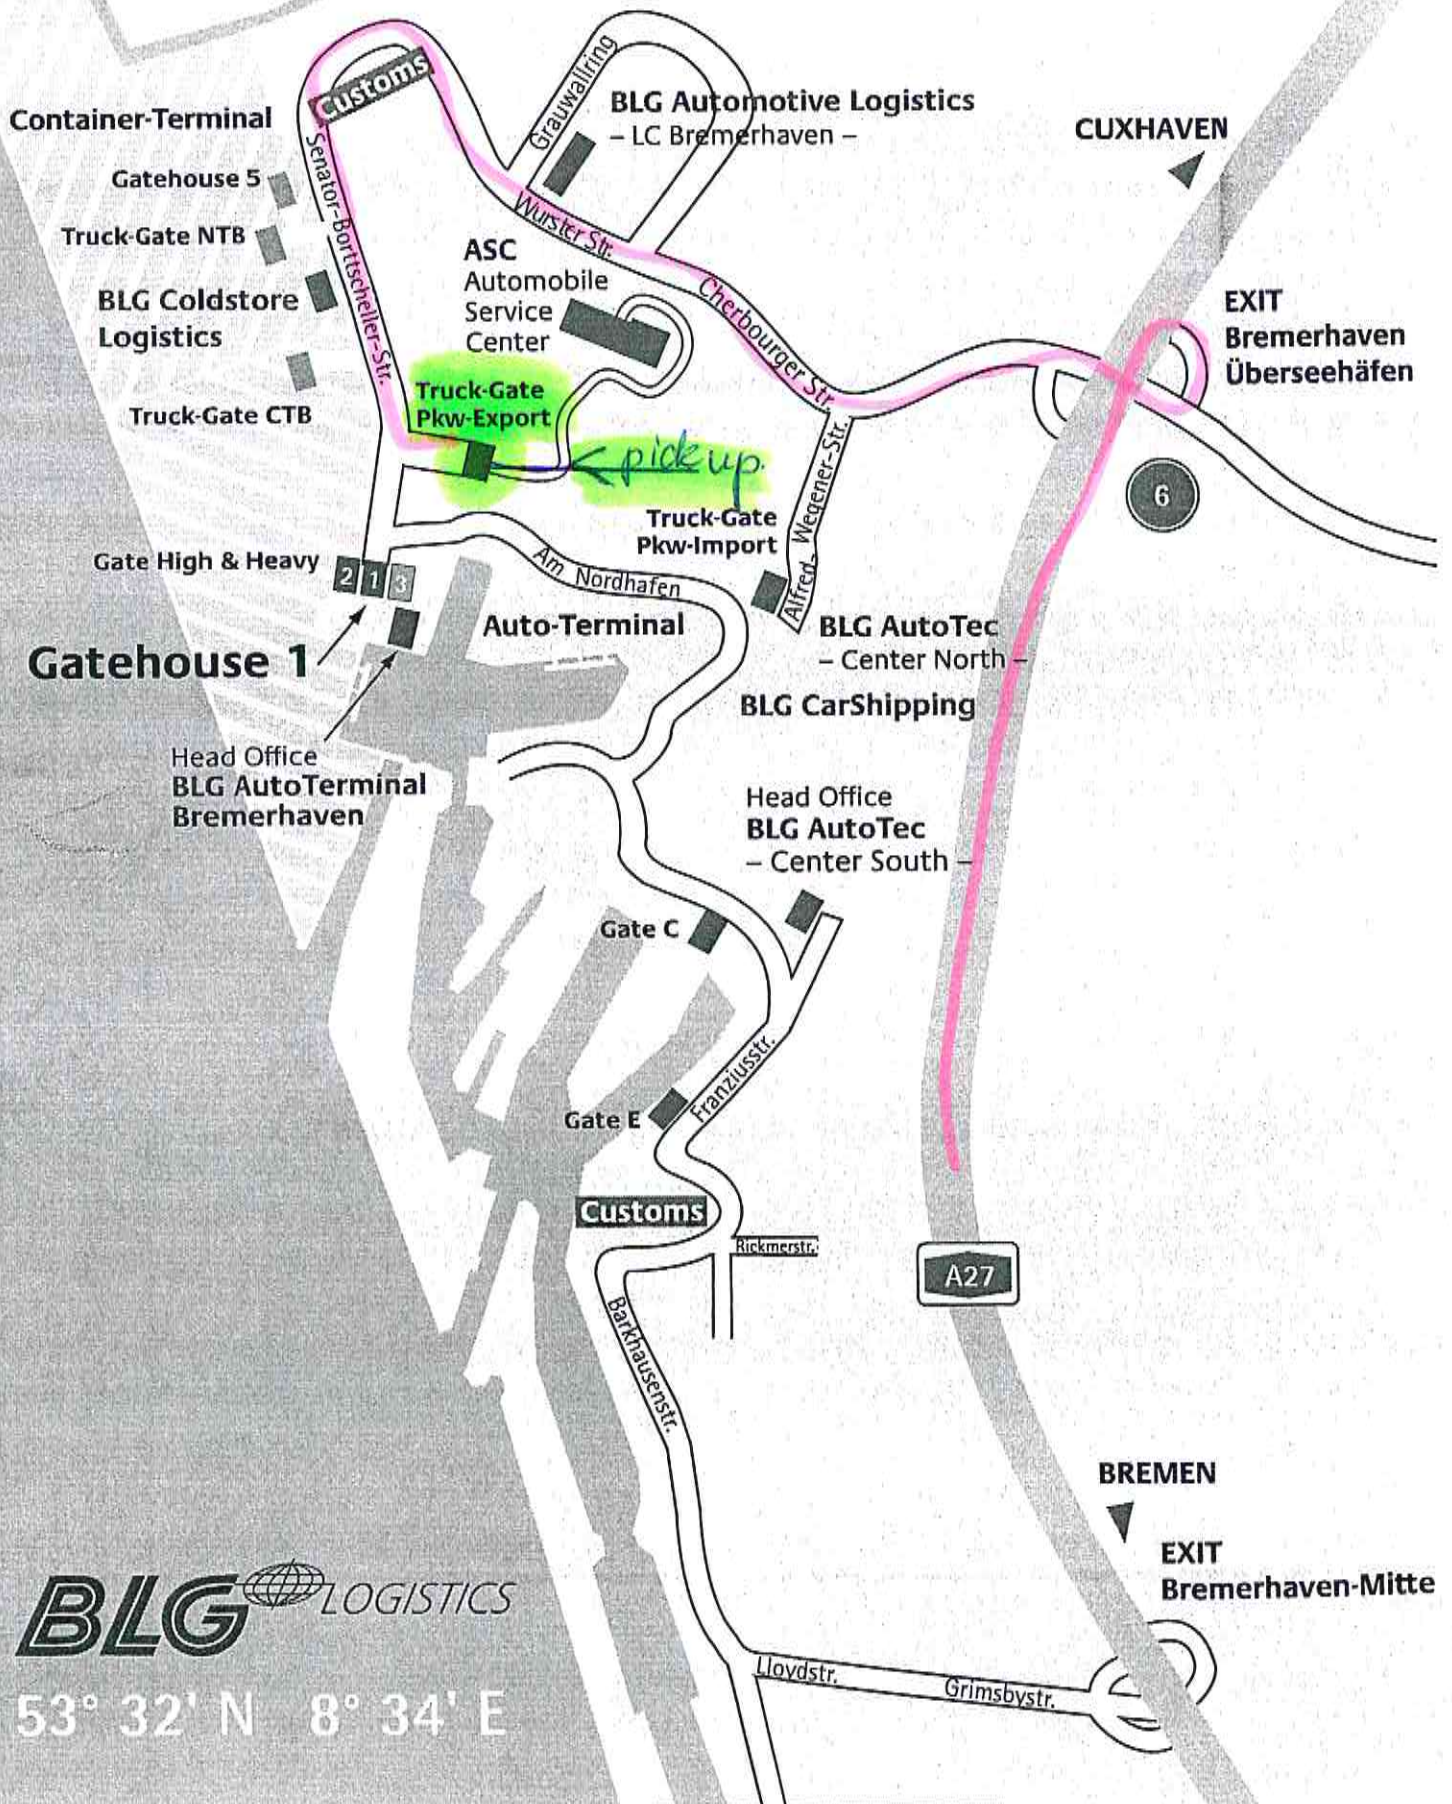 Customs
Grauwallring
BLG Automotive Logistics
– LC Bremerhaven –
Container-Terminal
CUXHAVEN
Gatehouse 5
Senator-Borttscheller-Str.
Truck-Gate NTB
Wurster Str.
ASC
Automobile
Service
Center
BLG Coldstore
Logistics
Cherbourger Str.
EXIT
Bremerhaven
Überseehäfen
Truck-Gate
Pkw-Export
Truck-Gate CTB
pick up.
Alfred-Wegener-Str.
6
Truck-Gate
Pkw-Import
Gate High & Heavy
2 1 3
Am Nordhafen
Auto-Terminal
BLG AutoTec
– Center North –
Gatehouse 1
BLG CarShipping
Head Office
BLG AutoTerminal
Bremerhaven
Head Office
BLG AutoTec
– Center South –
Gate C
Franziusstr.
Gate E
Customs
Rickmerstr.
A27
Barkhausenstr.
BREMEN
EXIT
Bremerhaven-Mitte
BLG LOGISTICS
Lloydstr.
Grimsbystr.
53° 32' N 8° 34' E